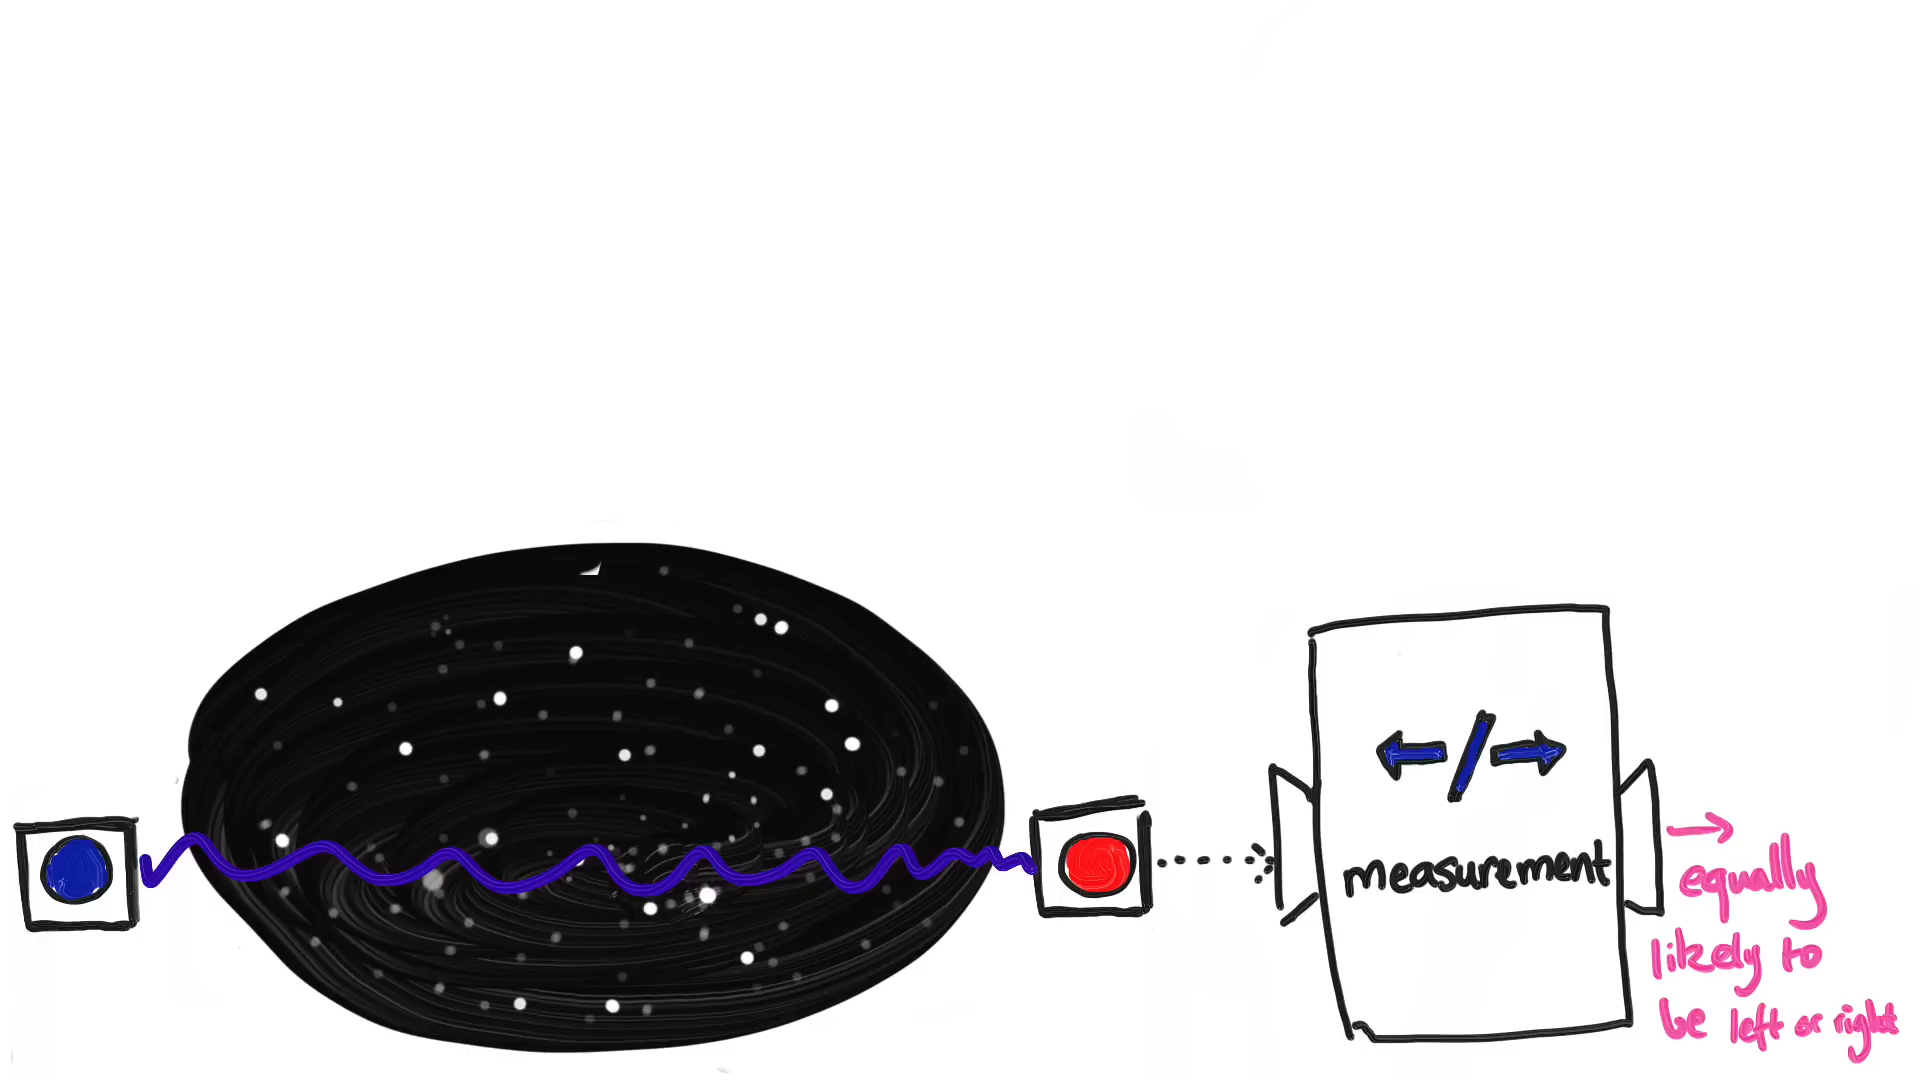 measurement
equally
likely to
be left or right